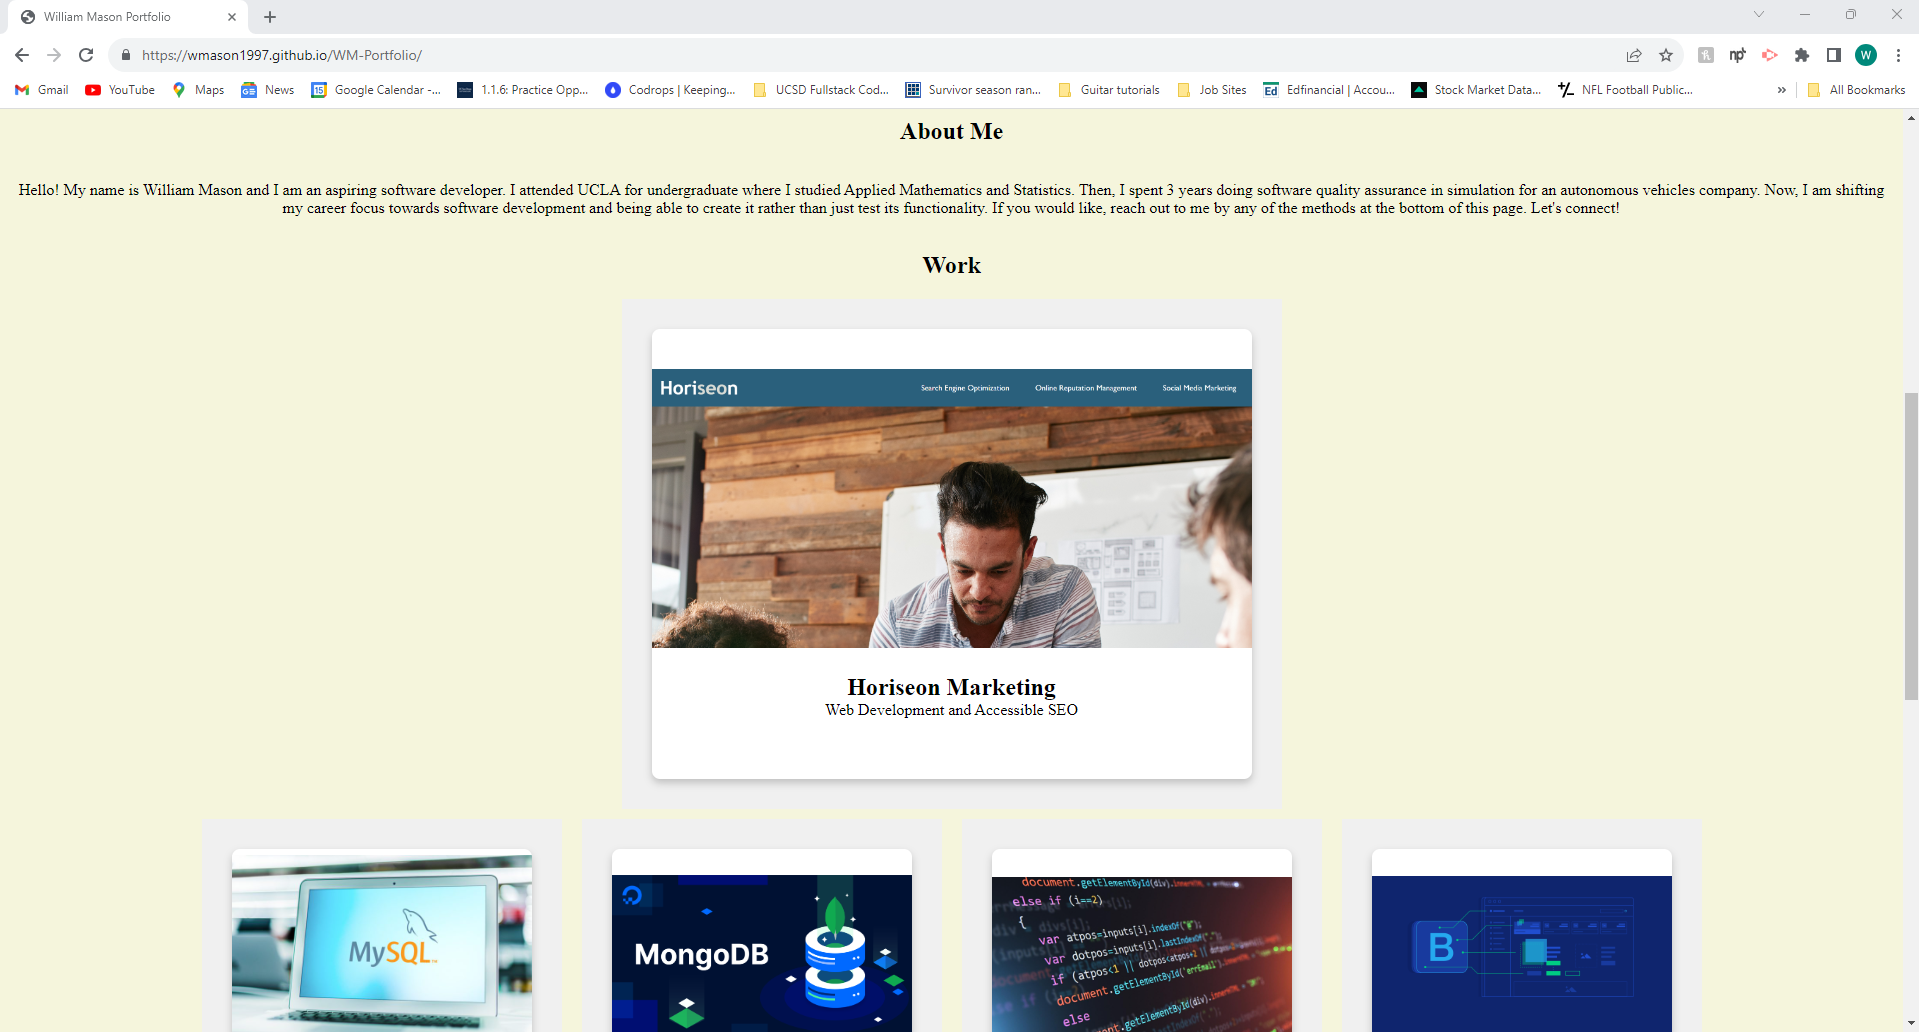 William Mason Portfolio
https://wmason1997.github.io/WM-Portfolio/
W
Gmail YouTube Maps News Google Calendar -... 1.1.6: Practice Opp... Codrops | Keeping... UCSD Fullstack Cod... Survivor season ran... Guitar tutorials Job Sites Edfinancial | Accou... Stock Market Data... NFL Football Public... » All Bookmarks
About Me
Hello! My name is William Mason and I am an aspiring software developer. I attended UCLA for undergraduate where I studied Applied Mathematics and Statistics. Then, I spent 3 years doing software quality assurance in simulation for an autonomous vehicles company. Now, I am shifting
my career focus towards software development and being able to create it rather than just test its functionality. If you would like, reach out to me by any of the methods at the bottom of this page. Let's connect!
Work
Horiseon Search Engine Optimization Online Reputation Management Social Media Marketing
Horiseon Marketing
Web Development and Accessible SEO
MySQL
MongoDB
document.getElementById(div).innerHTML
else if (i==2)
{
var atpos=inputs[i].indexOf("@");
var dotpos=inputs[i].lastIndexOf(".");
if (atpos<1 || dotpos<atpos+2 ||
document.getElementById('errEmail').innerHTML
else
document.getElementById(div).innerHTML
B